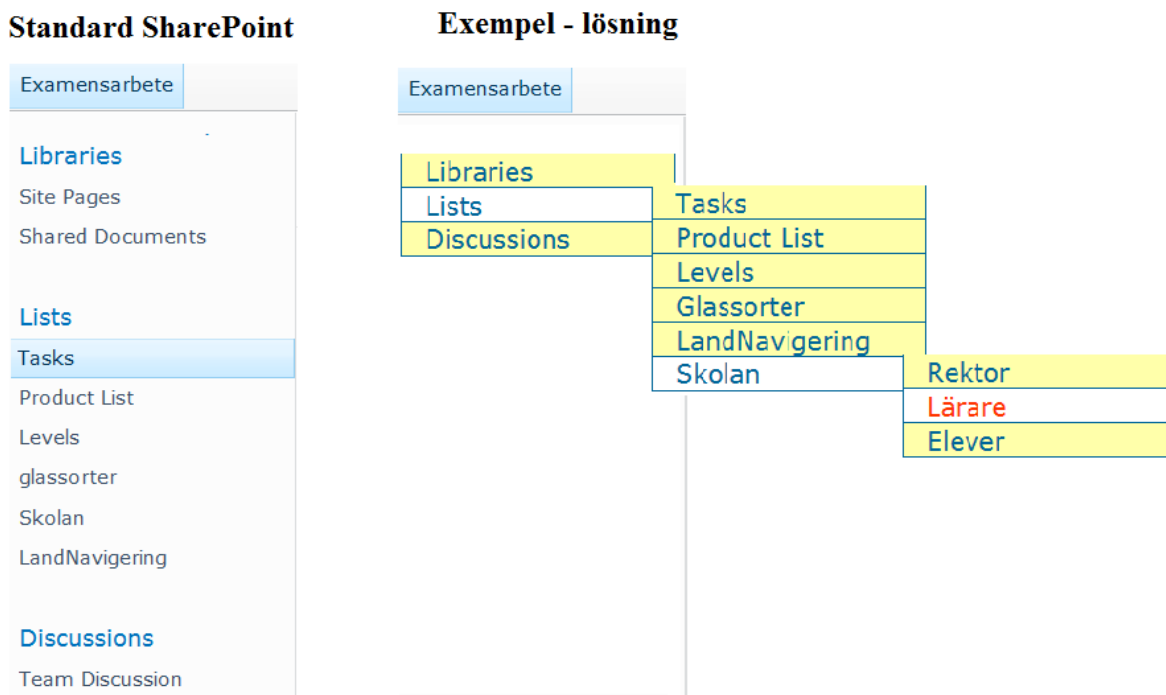 Standard SharePoint
Examensarbete
Libraries
Site Pages
Shared Documents
Lists
Tasks
Product List
Levels
glassorter
Skolan
LandNavigering
Discussions
Team Discussion
Exempel - lösning
Examensarbete
Libraries
Lists
Discussions
Tasks
Product List
Levels
Glassorter
LandNavigering
Skolan
Rektor
Lärare
Elever